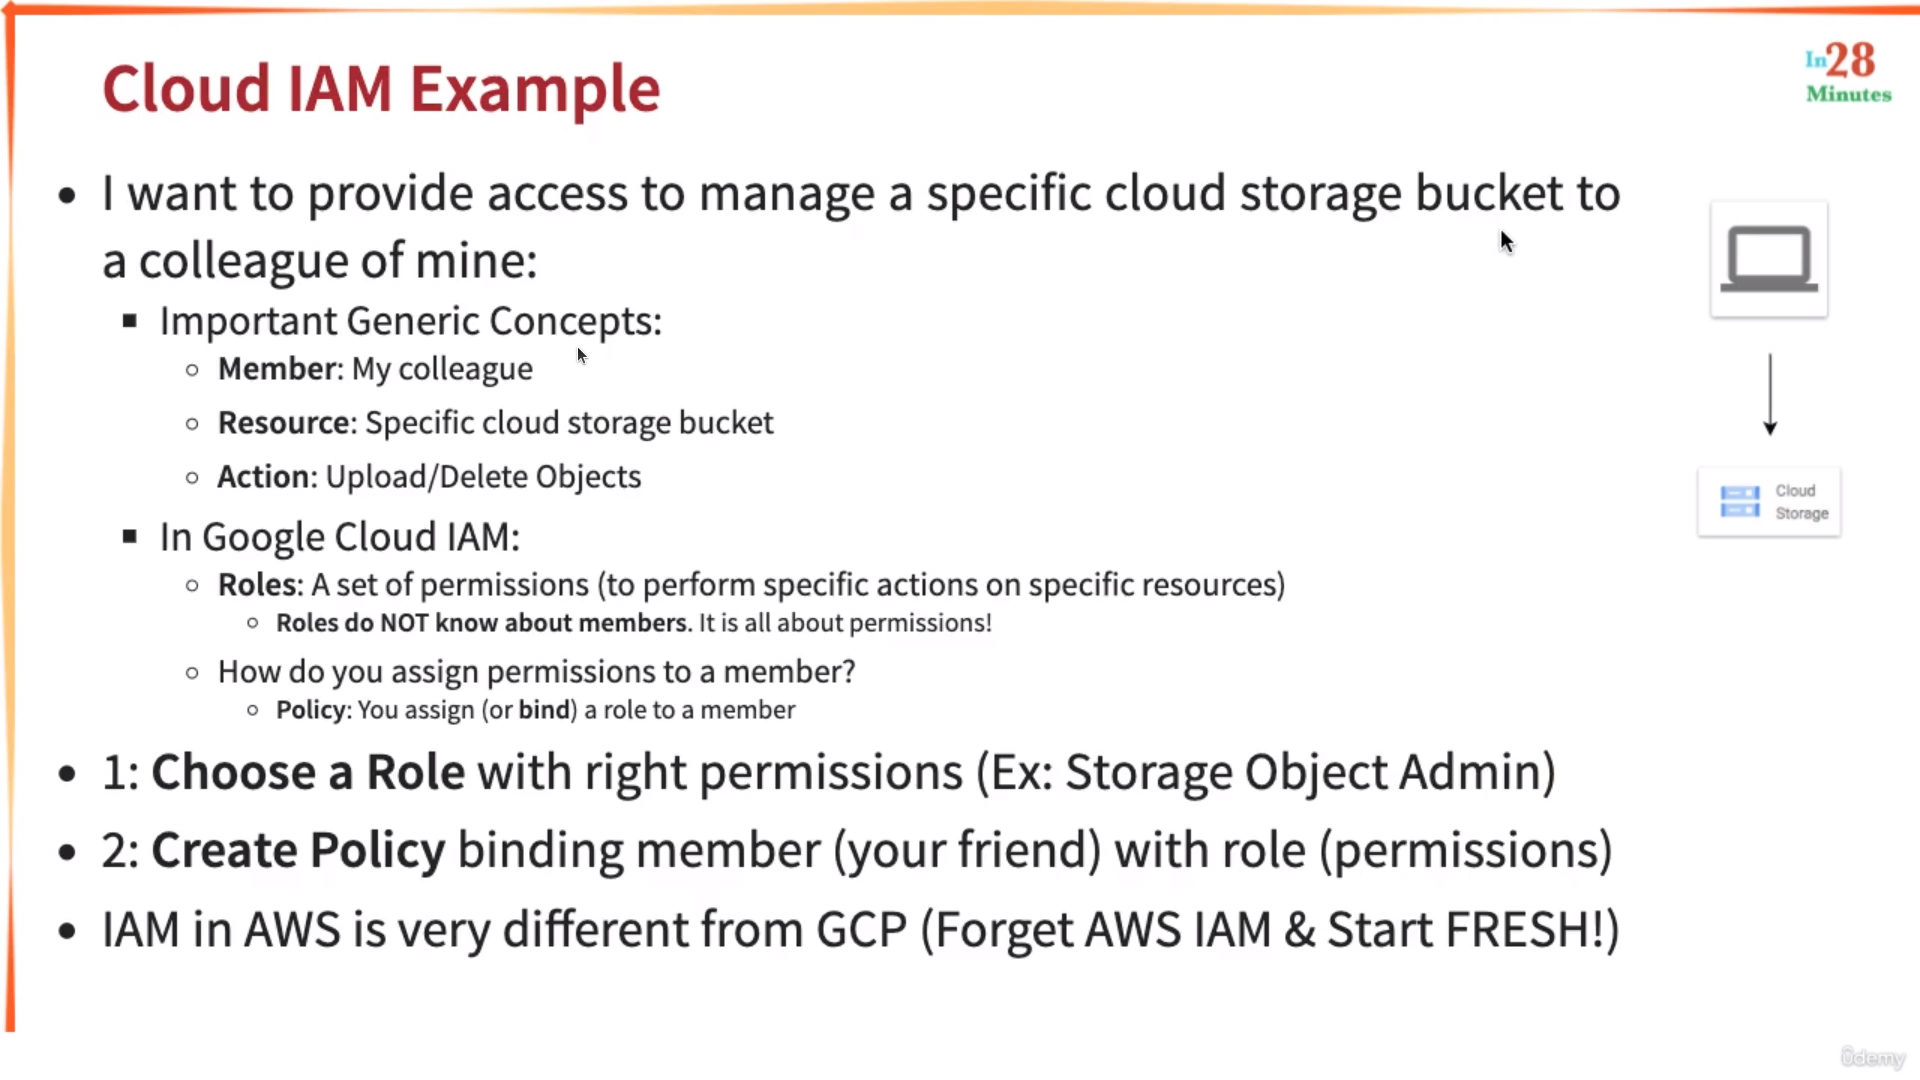 Cloud IAM Example
In28
Minutes
• I want to provide access to manage a specific cloud storage bucket to
a colleague of mine:
▪ Important Generic Concepts:
○ Member: My colleague
○ Resource: Specific cloud storage bucket
○ Action: Upload/Delete Objects
▪ In Google Cloud IAM:
○ Roles: A set of permissions (to perform specific actions on specific resources)
○ Roles do NOT know about members. It is all about permissions!
○ How do you assign permissions to a member?
○ Policy: You assign (or bind) a role to a member
• 1: Choose a Role with right permissions (Ex: Storage Object Admin)
• 2: Create Policy binding member (your friend) with role (permissions)
• IAM in AWS is very different from GCP (Forget AWS IAM & Start FRESH!)
Cloud
Storage
ûdemy